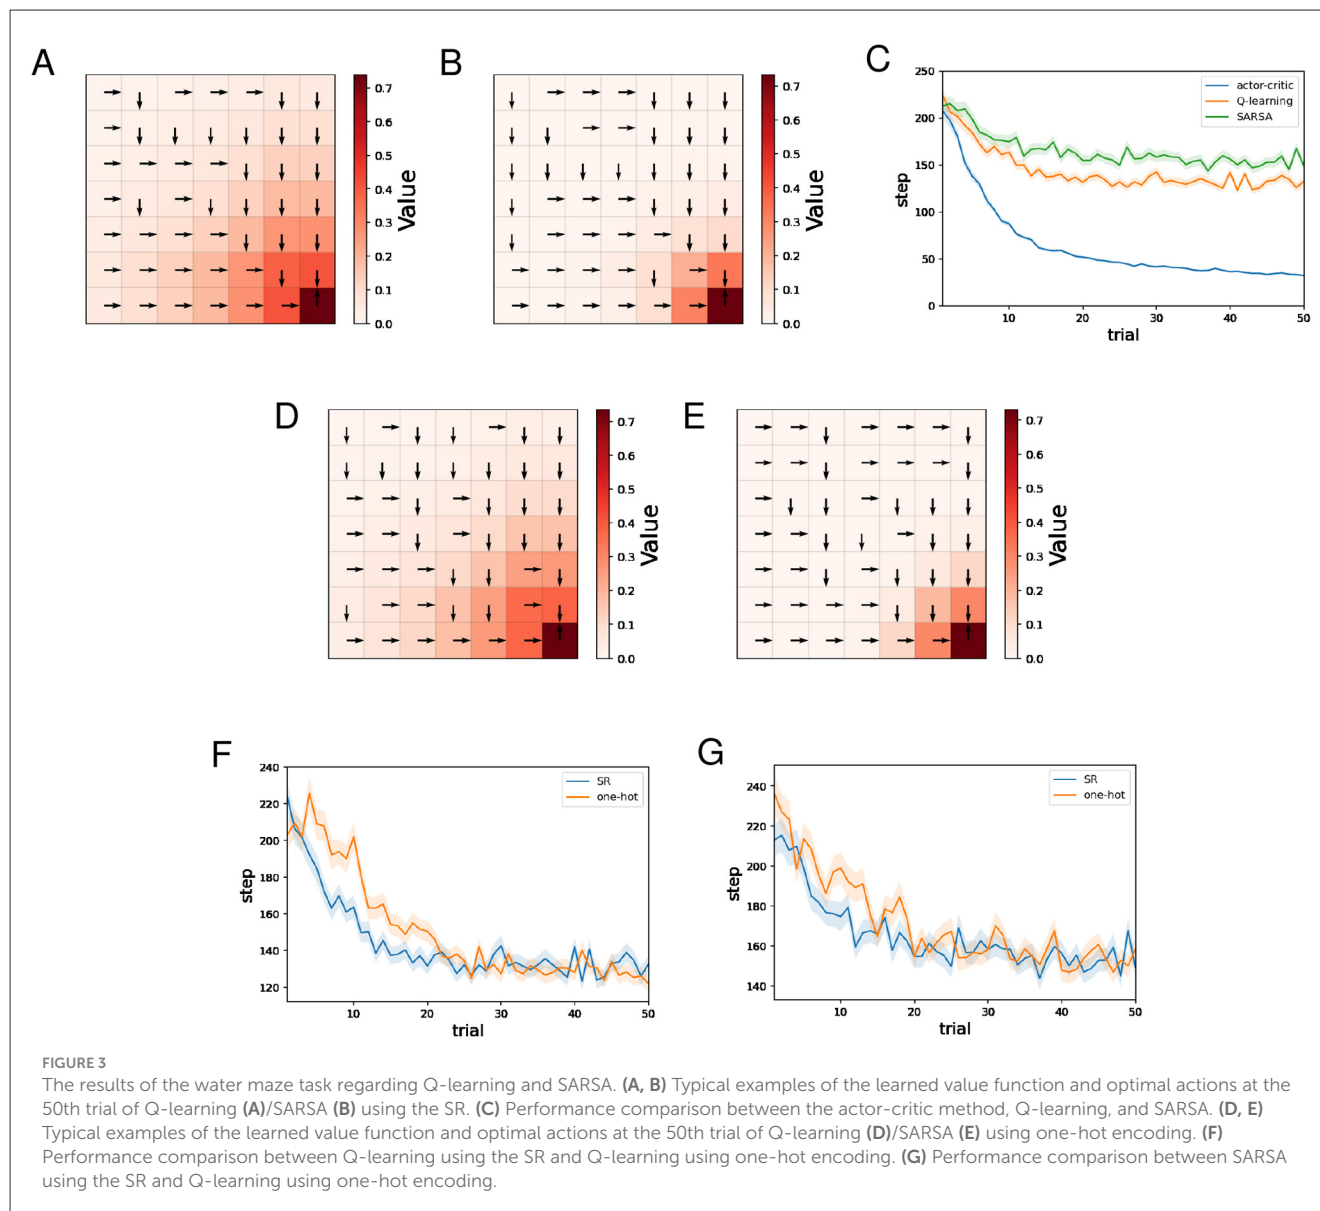 A
0.7
0.6
0.5
0.4
0.3
0.2
0.1
0.0
Value
B
0.7
0.6
0.5
0.4
0.3
0.2
0.1
0.0
Value
C
250
200
150
100
50
0
step
10
20
30
40
50
trial
actor-critic
Q-learning
SARSA
D
0.7
0.6
0.5
0.4
0.3
0.2
0.1
0.0
Value
E
0.7
0.6
0.5
0.4
0.3
0.2
0.1
0.0
Value
F
240
220
200
180
160
140
120
step
10
20
30
40
50
trial
SR
one-hot
G
240
220
200
180
160
140
step
10
20
30
40
50
trial
SR
one-hot
FIGURE 3
The results of the water maze task regarding Q-learning and SARSA. (A, B) Typical examples of the learned value function and optimal actions at the
50th trial of Q-learning (A)/SARSA (B) using the SR. (C) Performance comparison between the actor-critic method, Q-learning, and SARSA. (D, E)
Typical examples of the learned value function and optimal actions at the 50th trial of Q-learning (D)/SARSA (E) using one-hot encoding. (F)
Performance comparison between Q-learning using the SR and Q-learning using one-hot encoding. (G) Performance comparison between SARSA
using the SR and Q-learning using one-hot encoding.